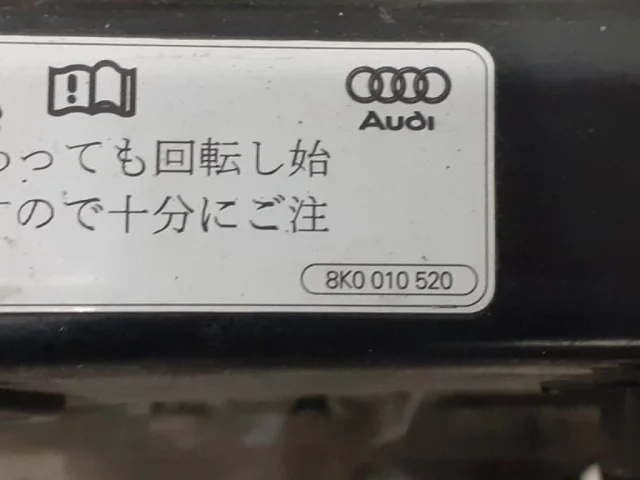 Audi
っても回転し始
ので十分にご注
8K0 010 520